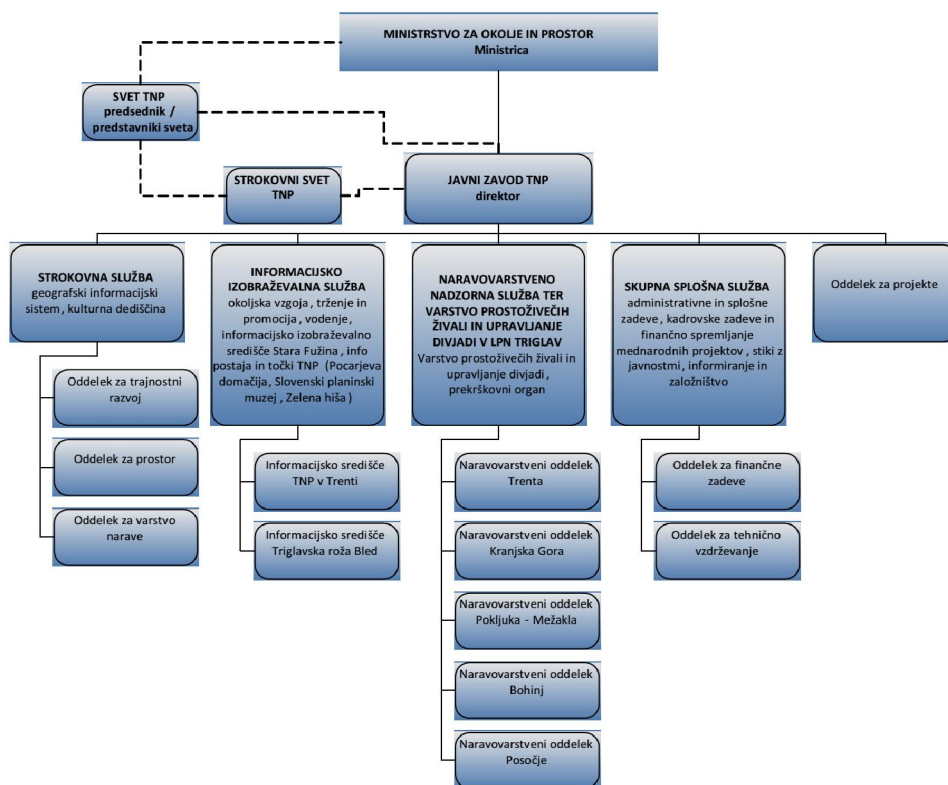 MINISTRSTVO ZA OKOLJE IN PROSTOR
Ministrica
SVET TNP
predsednik /
predstavniki sveta
STROKOVNI SVET
TNP
JAVNI ZAVOD TNP
direktor
STROKOVNA SLUŽBA
geografski informacijski
sistem , kulturna dediščina
Oddelek za trajnostni
razvoj
Oddelek za prostor
Oddelek za varstvo
narave
INFORMACIJSKO
IZOBRAŽEVALNA SLUŽBA
okoljska vzgoja , trženje in
promocija , vodenje ,
informacijsko izobraževalno
središče Stara Fužina , info
postaja in točki TNP (Pocarjeva
domačija, Slovenski planinski
muzej , Zelena hiša )
Informacijsko središče
TNP v Trenti
Informacijsko središče
Triglavska roža Bled
NARAVOVARSTVENO
NADZORNA SLUŽBA TER
VARSTVO PROSTOŽIVEČIH
ŽIVALI IN UPRAVLJANJE
DIVJADI V LPN TRIGLAV
Varstvo prostoživečih živali in
upravljanje divjadi ,
prekrškovni organ
Naravovarstveni oddelek
Trenta
Naravovarstveni oddelek
Kranjska Gora
Naravovarstveni oddelek
Pokljuka - Mežakla
Naravovarstveni oddelek
Bohinj
Naravovarstveni oddelek
Posočje
SKUPNA SPLOŠNA SLUŽBA
administrativne in splošne
zadeve , kadrovske zadeve in
finančno spremljanje
mednarodnih projektov , stiki z
javnostmi , informiranje in
založništvo
Oddelek za finančne
zadeve
Oddelek za tehnično
vzdrževanje
Oddelek za projekte